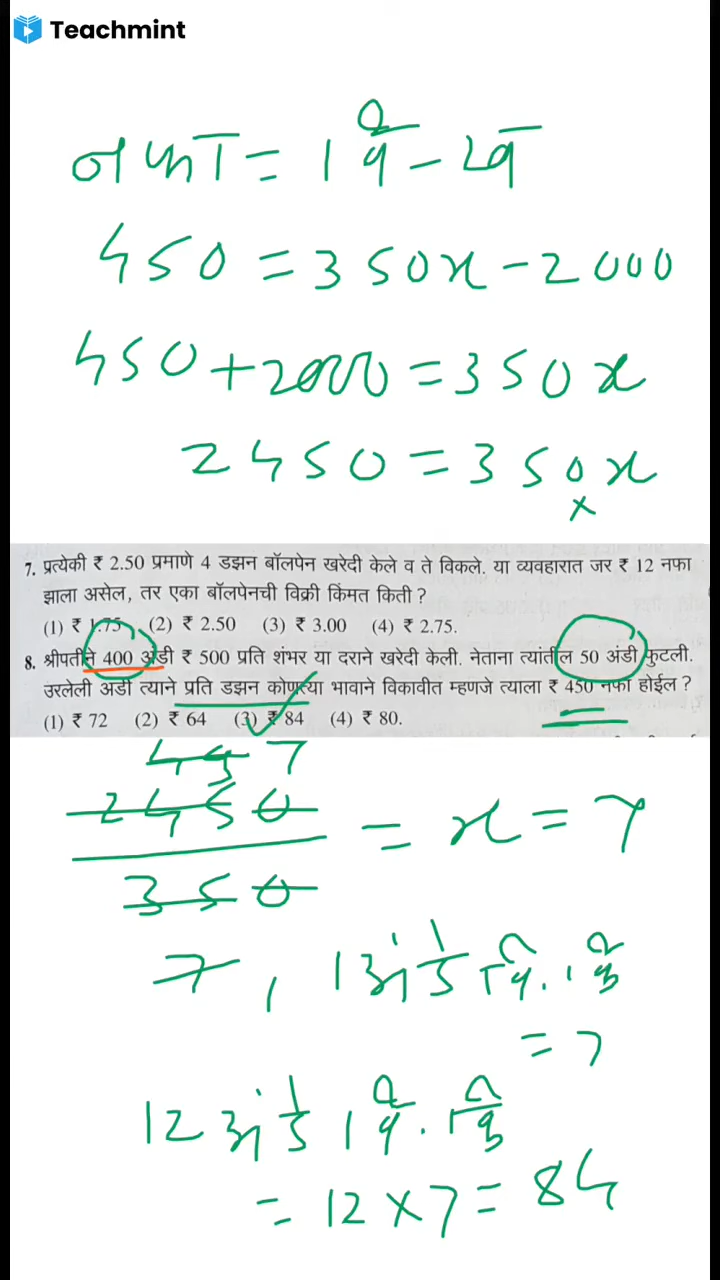 Teachmint
नफा = वि - ख
450 = 350x - 2000
450 + 2000 = 350x
2450 = 350x
x
7. प्रत्येकी ₹ 2.50 प्रमाणे 4 डझन बॉलपेन खरेदी केले व ते विकले. या व्यवहारात जर ₹ 12 नफा
झाला असेल, तर एका बॉलपेनची विक्री किंमत किती ?
(1) ₹ 1.75 (2) ₹ 2.50 (3) ₹ 3.00 (4) ₹ 2.75.
8. श्रीपतीने 400 अंडी ₹ 500 प्रति शंभर या दराने खरेदी केली. नेताना त्यांतील 50 अंडी फुटली.
उरलेली अंडी त्याने प्रति डझन कोणत्या भावाने विकावीत म्हणजे त्याला ₹ 450 नफा होईल ?
(1) ₹ 72 (2) ₹ 64 (3) ₹ 84 (4) ₹ 80.
2450
350
= x = 7
7, 1
= 7
12
= 12 × 7 = 84